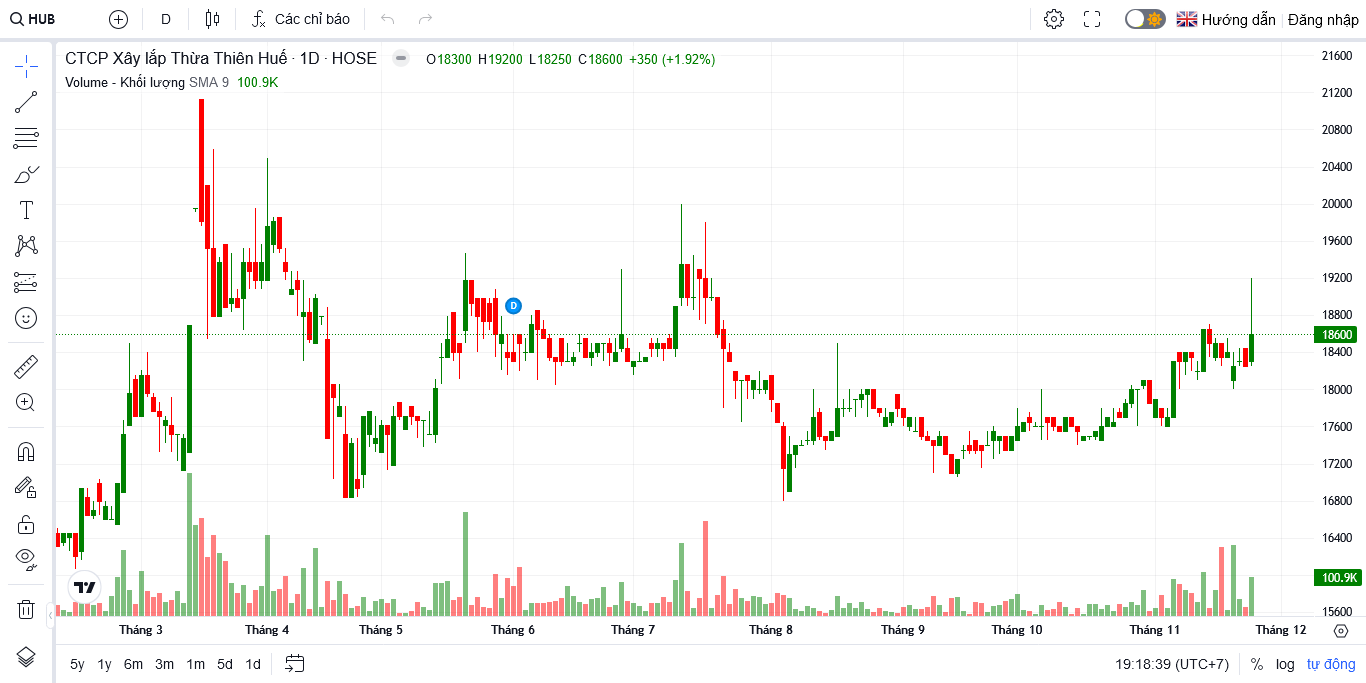 HUB D Các chỉ báo Hướng dẫn Đăng nhập
CTCP Xây lắp Thừa Thiên Huế · 1D · HOSE O18300 H19200 L18250 C18600 +350 (+1.92%)
Volume - Khối lượng SMA 9 100.9K
21600
21200
20800
20400
20000
19600
19200
D
18800
18600
18400
18000
17600
17200
16800
16400
100.9K
15600
Tháng 3 Tháng 4 Tháng 5 Tháng 6 Tháng 7 Tháng 8 Tháng 9 Tháng 10 Tháng 11 Tháng 12
5y 1y 6m 3m 1m 5d 1d 19:18:39 (UTC+7) % log tự động